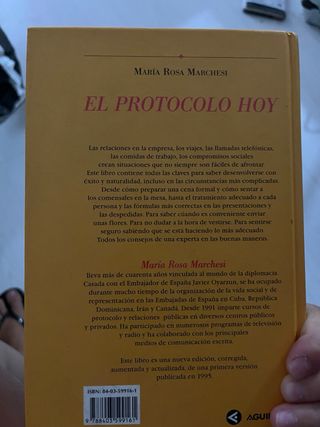 María Rosa Marchesi
EL PROTOCOLO HOY
Las relaciones en la empresa, los viajes, las llamadas telefónicas,
las comidas de trabajo, los compromisos sociales
crean situaciones que no siempre son fáciles de afrontar
Este libro contiene todas las claves para saber desenvolverse con
éxito y naturalidad, incluso en las circunstancias más complicadas.
Desde cómo preparar una cena formal y cómo sentar a
los comensales en la mesa, hasta el tratamiento adecuado a cada
persona y las fórmulas más correctas en las presentaciones y
las despedidas. Para saber cuándo es conveniente enviar
unas flores. Para no dudar a la hora de vestirse. Para sentirse
seguro sabiendo que se está haciendo lo más adecuado
Todos los consejos de una experta en las buenas maneras.
María Rosa Marchesi
lleva más de cuarenta años vinculada al mundo de la diplomacia
Casada con el Embajador de España Javier Oyarzun, se ha
ocupado durante mucho tiempo de la organización de la vida social y de
representación en las Embajadas de España en Cuba, República
Dominicana, Irán y Canadá. Desde 1991 imparte cursos de
protocolo y relaciones públicas en diversos centros públicos
y privados. Ha participado en numerosos programas de televisión
y radio y ha colaborado con los principales
medios de comunicación escrita.
Este libro es una nueva edición, corregida,
aumentada y actualizada, de una primera versión
publicada en 1995.
ISBN: 84-03-59916-1
9 788403 599161
AGUIL